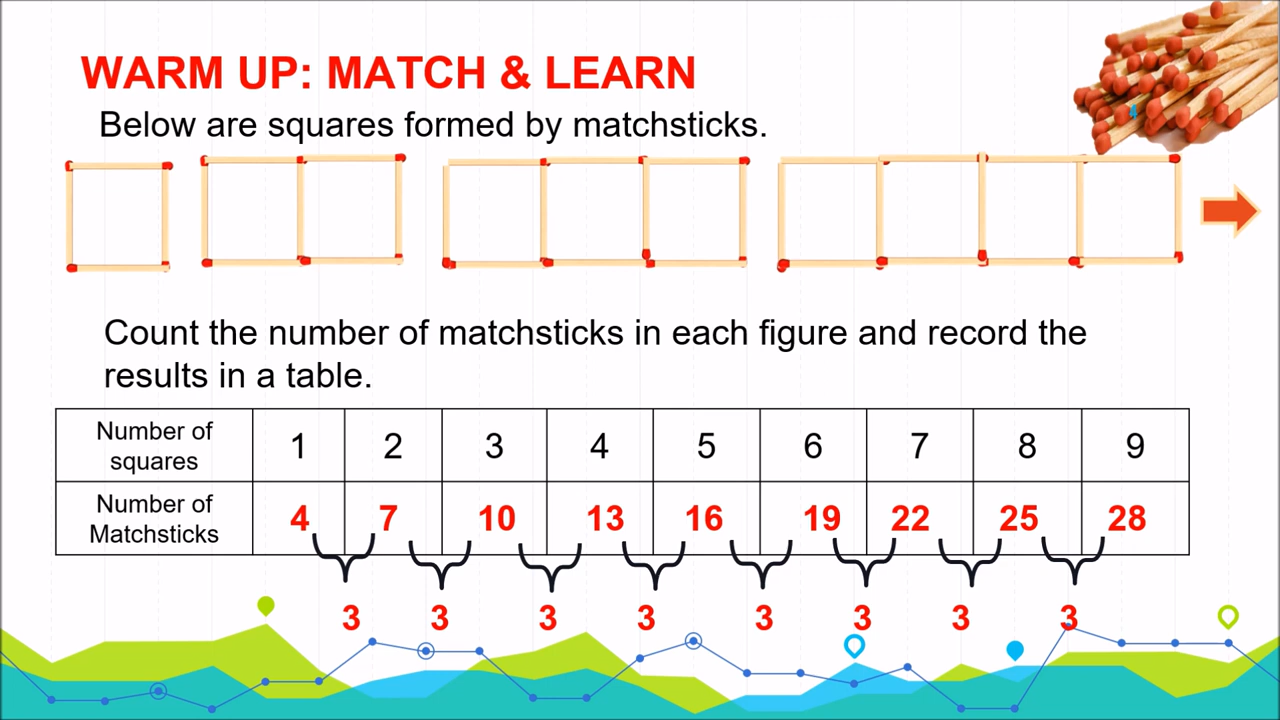 WARM UP: MATCH & LEARN
Below are squares formed by matchsticks.
Count the number of matchsticks in each figure and record the
results in a table.
Number of squares 1 2 3 4 5 6 7 8 9
Number of Matchsticks 4 7 10 13 16 19 22 25 28
3 3 3 3 3 3 3 3